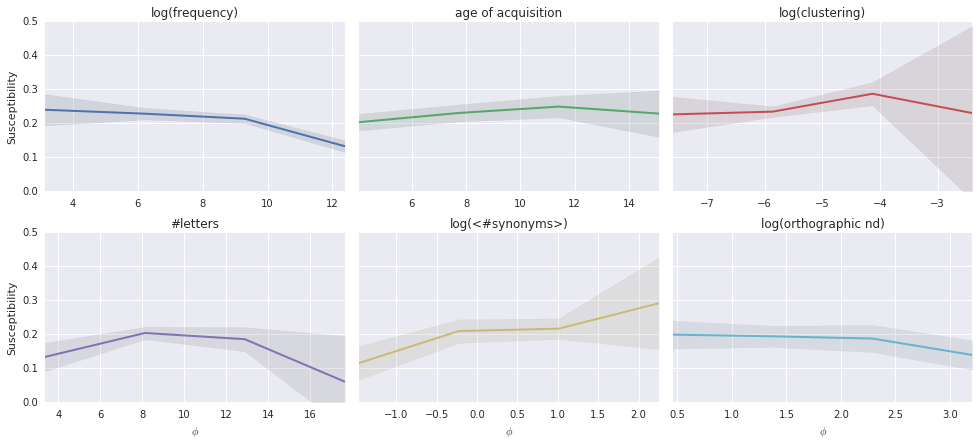 log(frequency) age of acquisition log(clustering)
Susceptibility
0.5
0.4
0.3
0.2
0.1
0.0
4 6 8 10 12
6 8 10 12 14
−7 −6 −5 −4 −3
#letters log(<#synonyms>) log(orthographic nd)
Susceptibility
0.5
0.4
0.3
0.2
0.1
0.0
4 6 8 10 12 14 16
−1.0 −0.5 0.0 0.5 1.0 1.5 2.0
0.5 1.0 1.5 2.0 2.5 3.0
ϕ ϕ ϕ